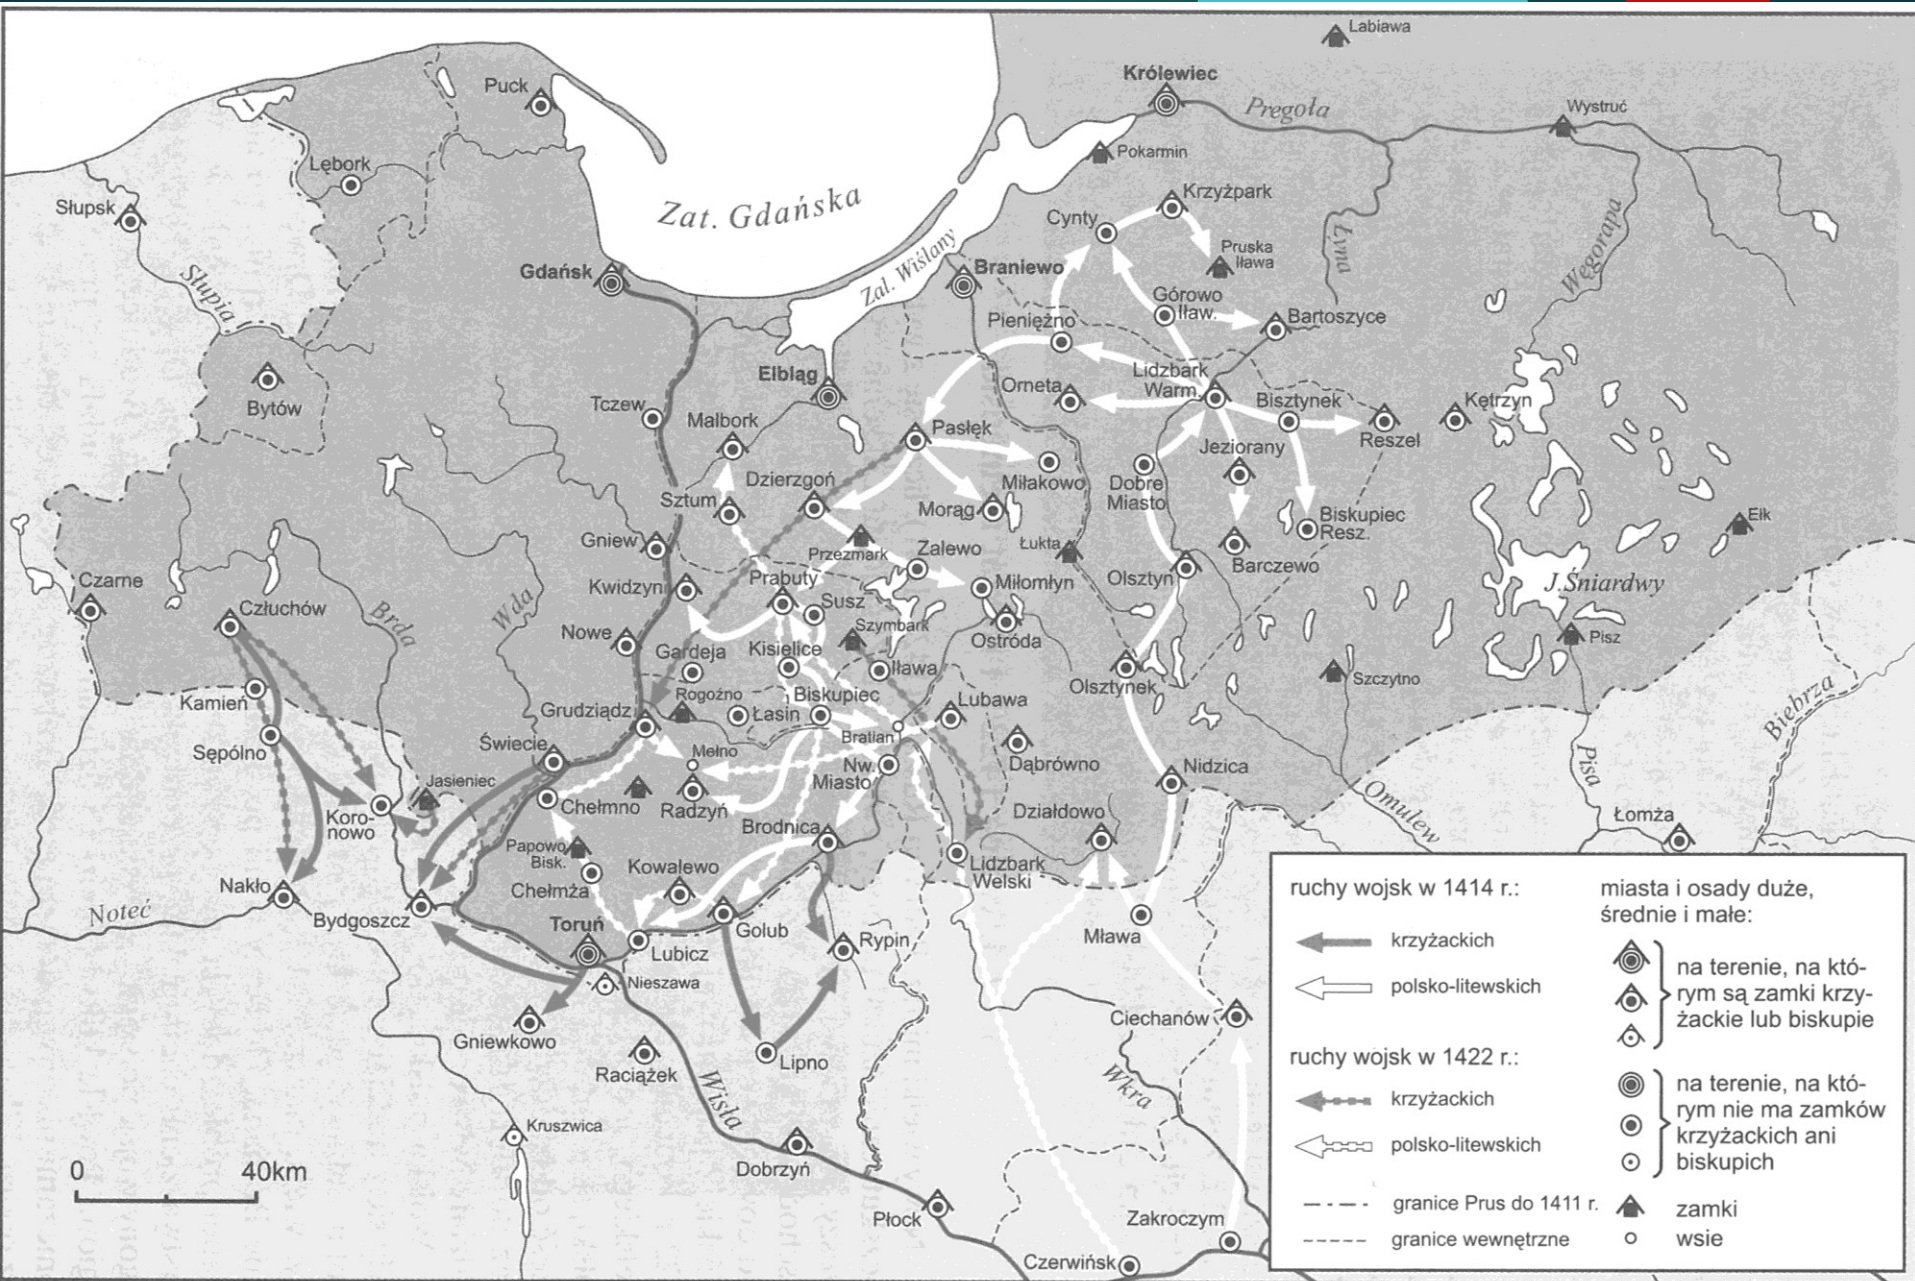 Labiawa
Królewiec
Puck
Pregoła
Wystruć
Pokarmin
Lębork
Krzyżpark
Słupsk
Zat. Gdańska
Cynty
Łyna
Węgorapa
Pruska
Iława
Zal. Wiślany
Gdańsk
Braniewo
Słupia
Górowo
Iław.
Bartoszyce
Pieniężno
Elbląg
Lidzbark
Warm.
Bytów
Orneta
Bisztynek
Kętrzyn
Tczew
Malbork
Pasłęk
Reszel
Jeziorany
Dzierzgoń
Miłakowo
Dobre
Miasto
Sztum
Morąg
Biskupiec
Resz.
Ełk
Gniew
Przezmark
Zalewo
Łukta
Barczewo
Czarne
Kwidzyn
Prabuty
Miłomłyn
Olsztyn
J.Śniardwy
Człuchów
Brda
Wda
Susz
Szymbark
Nowe
Ostróda
Pisz
Gardeja
Kisielice
Iława
Olsztynek
Szczytno
Kamień
Rogoźno
Biskupiec
Lubawa
Biebrza
Grudziądz
Łasin
Bratian
Sępólno
Świecie
Mełno
Nw.
Miasto
Dąbrówno
Nidzica
Pisa
Jasieniec
Koro-
nowo
Chełmno
Radzyń
Działdowo
Omulew
Łomża
Brodnica
Papowo
Bisk.
Kowalewo
Lidzbark
Welski
Chełmża
Nakło
Noteć
Bydgoszcz
Toruń
Golub
Mława
Lubicz
Rypin
Nieszawa
Ciechanów
Gniewkowo
Lipno
Raciążek
Wisła
Wkra
Kruszwica
Dobrzyń
0 40km
Płock
Zakroczym
Czerwińsk
ruchy wojsk w 1414 r.:
krzyżackich
polsko-litewskich
ruchy wojsk w 1422 r.:
krzyżackich
polsko-litewskich
granice Prus do 1411 r.
granice wewnętrzne
miasta i osady duże,
średnie i małe:
na terenie, na któ-
rym są zamki krzy-
żackie lub biskupie
na terenie, na któ-
rym nie ma zamków
krzyżackich ani
biskupich
zamki
wsie